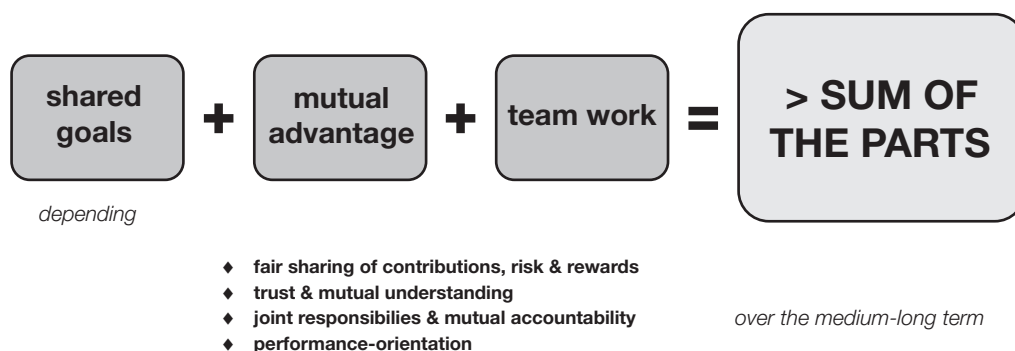 shared
goals
+
mutual
advantage
+
team work
=
> SUM OF
THE PARTS
depending
♦ fair sharing of contributions, risk & rewards
♦ trust & mutual understanding
♦ joint responsibilies & mutual accountability
♦ performance-orientation
over the medium-long term